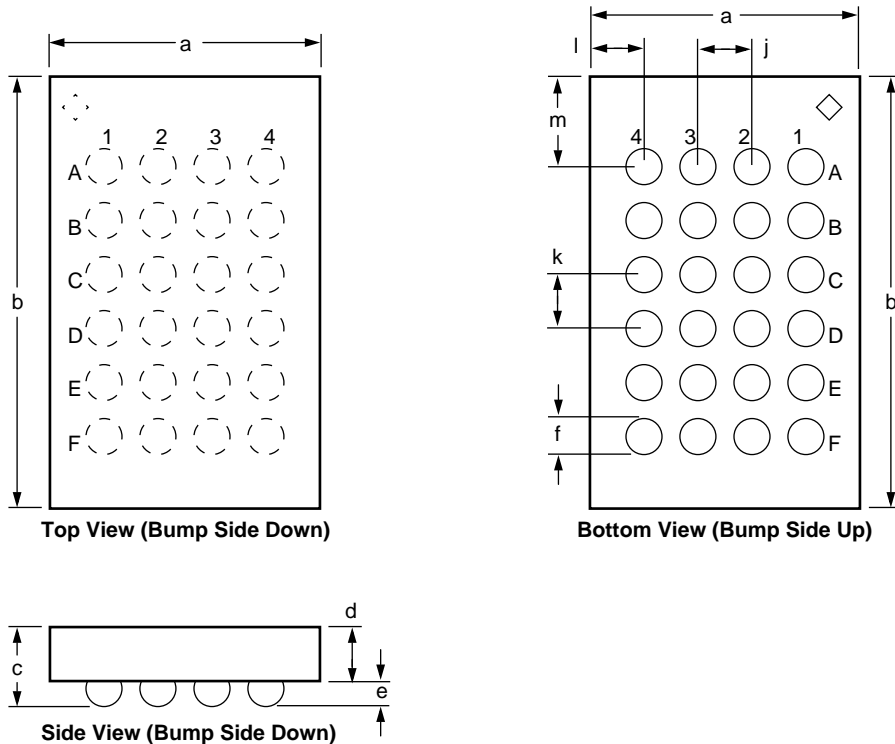 a
b
1 2 3 4
A
B
C
D
E
F
Top View (Bump Side Down)
a
l
j
m
4 3 2 1
A
B
k
C
D
E
f
F
b
Bottom View (Bump Side Up)
c
d
e
Side View (Bump Side Down)